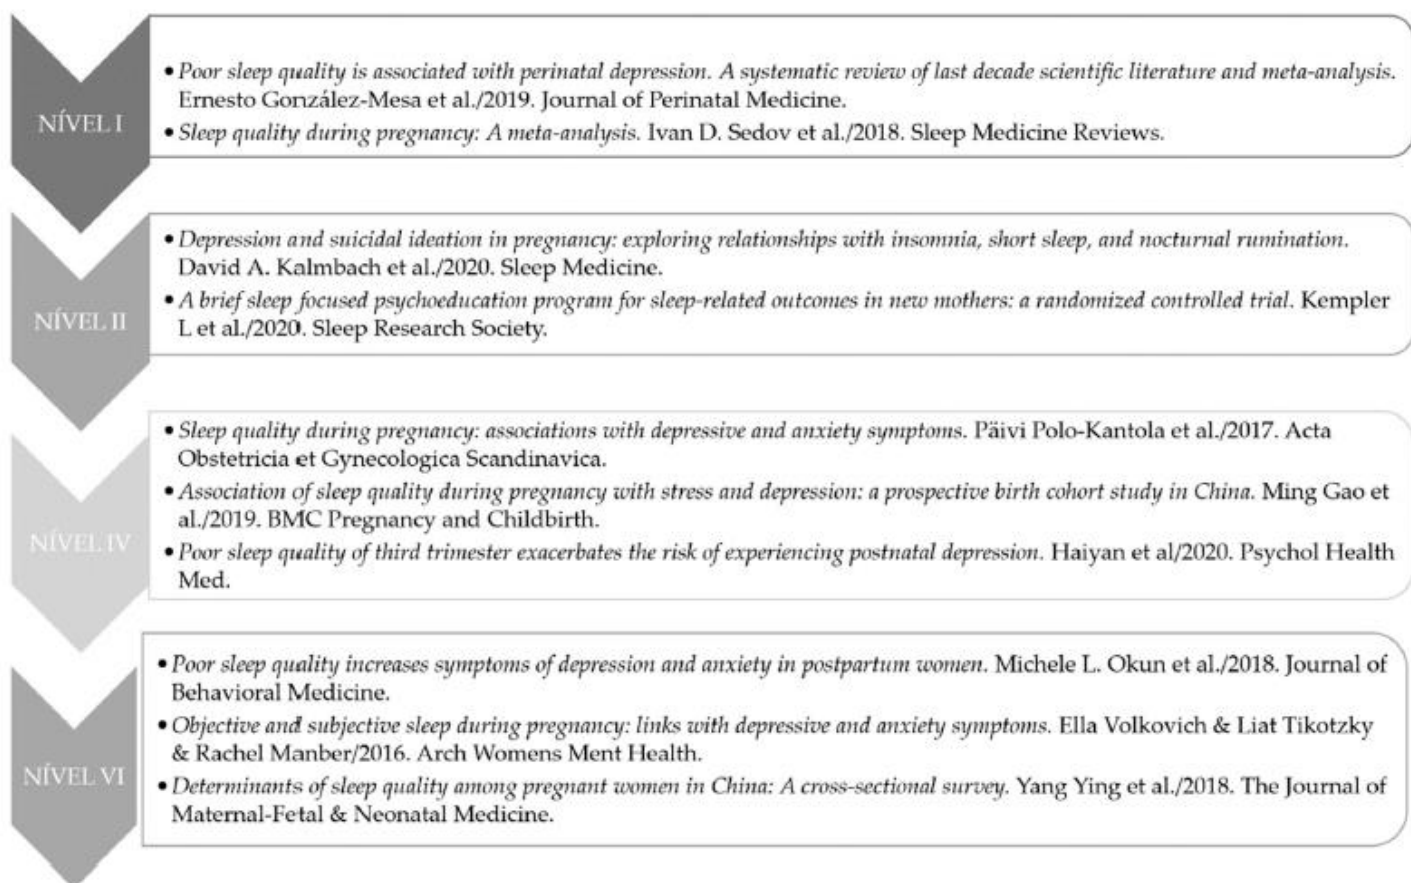 NÍVEL I
• Poor sleep quality is associated with perinatal depression. A systematic review of last decade scientific literature and meta-analysis.
Ernesto González-Mesa et al./2019. Journal of Perinatal Medicine.
• Sleep quality during pregnancy: A meta-analysis. Ivan D. Sedov et al./2018. Sleep Medicine Reviews.
NÍVEL II
• Depression and suicidal ideation in pregnancy: exploring relationships with insomnia, short sleep, and nocturnal rumination.
David A. Kalmbach et al./2020. Sleep Medicine.
• A brief sleep focused psychoeducation program for sleep-related outcomes in new mothers: a randomized controlled trial. Kempler
L et al./2020. Sleep Research Society.
NÍVEL IV
• Sleep quality during pregnancy: associations with depressive and anxiety symptoms. Päivi Polo-Kantola et al./2017. Acta
Obstetricia et Gynecologica Scandinavica.
• Association of sleep quality during pregnancy with stress and depression: a prospective birth cohort study in China. Ming Gao et
al./2019. BMC Pregnancy and Childbirth.
• Poor sleep quality of third trimester exacerbates the risk of experiencing postnatal depression. Haiyan et al/2020. Psychol Health
Med.
NÍVEL VI
• Poor sleep quality increases symptoms of depression and anxiety in postpartum women. Michele L. Okun et al./2018. Journal of
Behavioral Medicine.
• Objective and subjective sleep during pregnancy: links with depressive and anxiety symptoms. Ella Volkovich & Liat Tikotzky
& Rachel Manber/2016. Arch Womens Ment Health.
• Determinants of sleep quality among pregnant women in China: A cross-sectional survey. Yang Ying et al./2018. The Journal of
Maternal-Fetal & Neonatal Medicine.